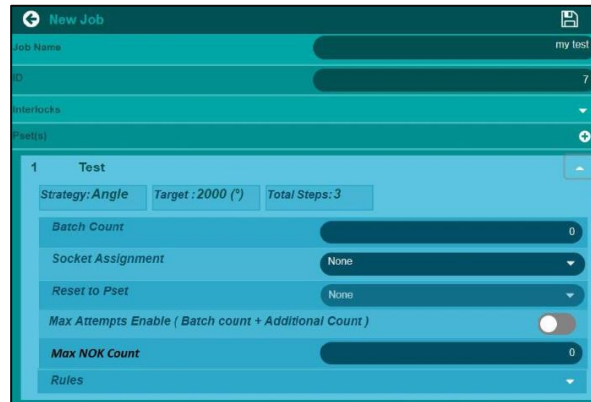 New Job
Job Name my test
ID 7
Interlocks
Pset(s)
1 Test
Strategy: Angle Target : 2000 (°) Total Steps: 3
Batch Count 0
Socket Assignment None
Reset to Pset None
Max Attempts Enable ( Batch count + Additional Count )
Max NOK Count 0
Rules